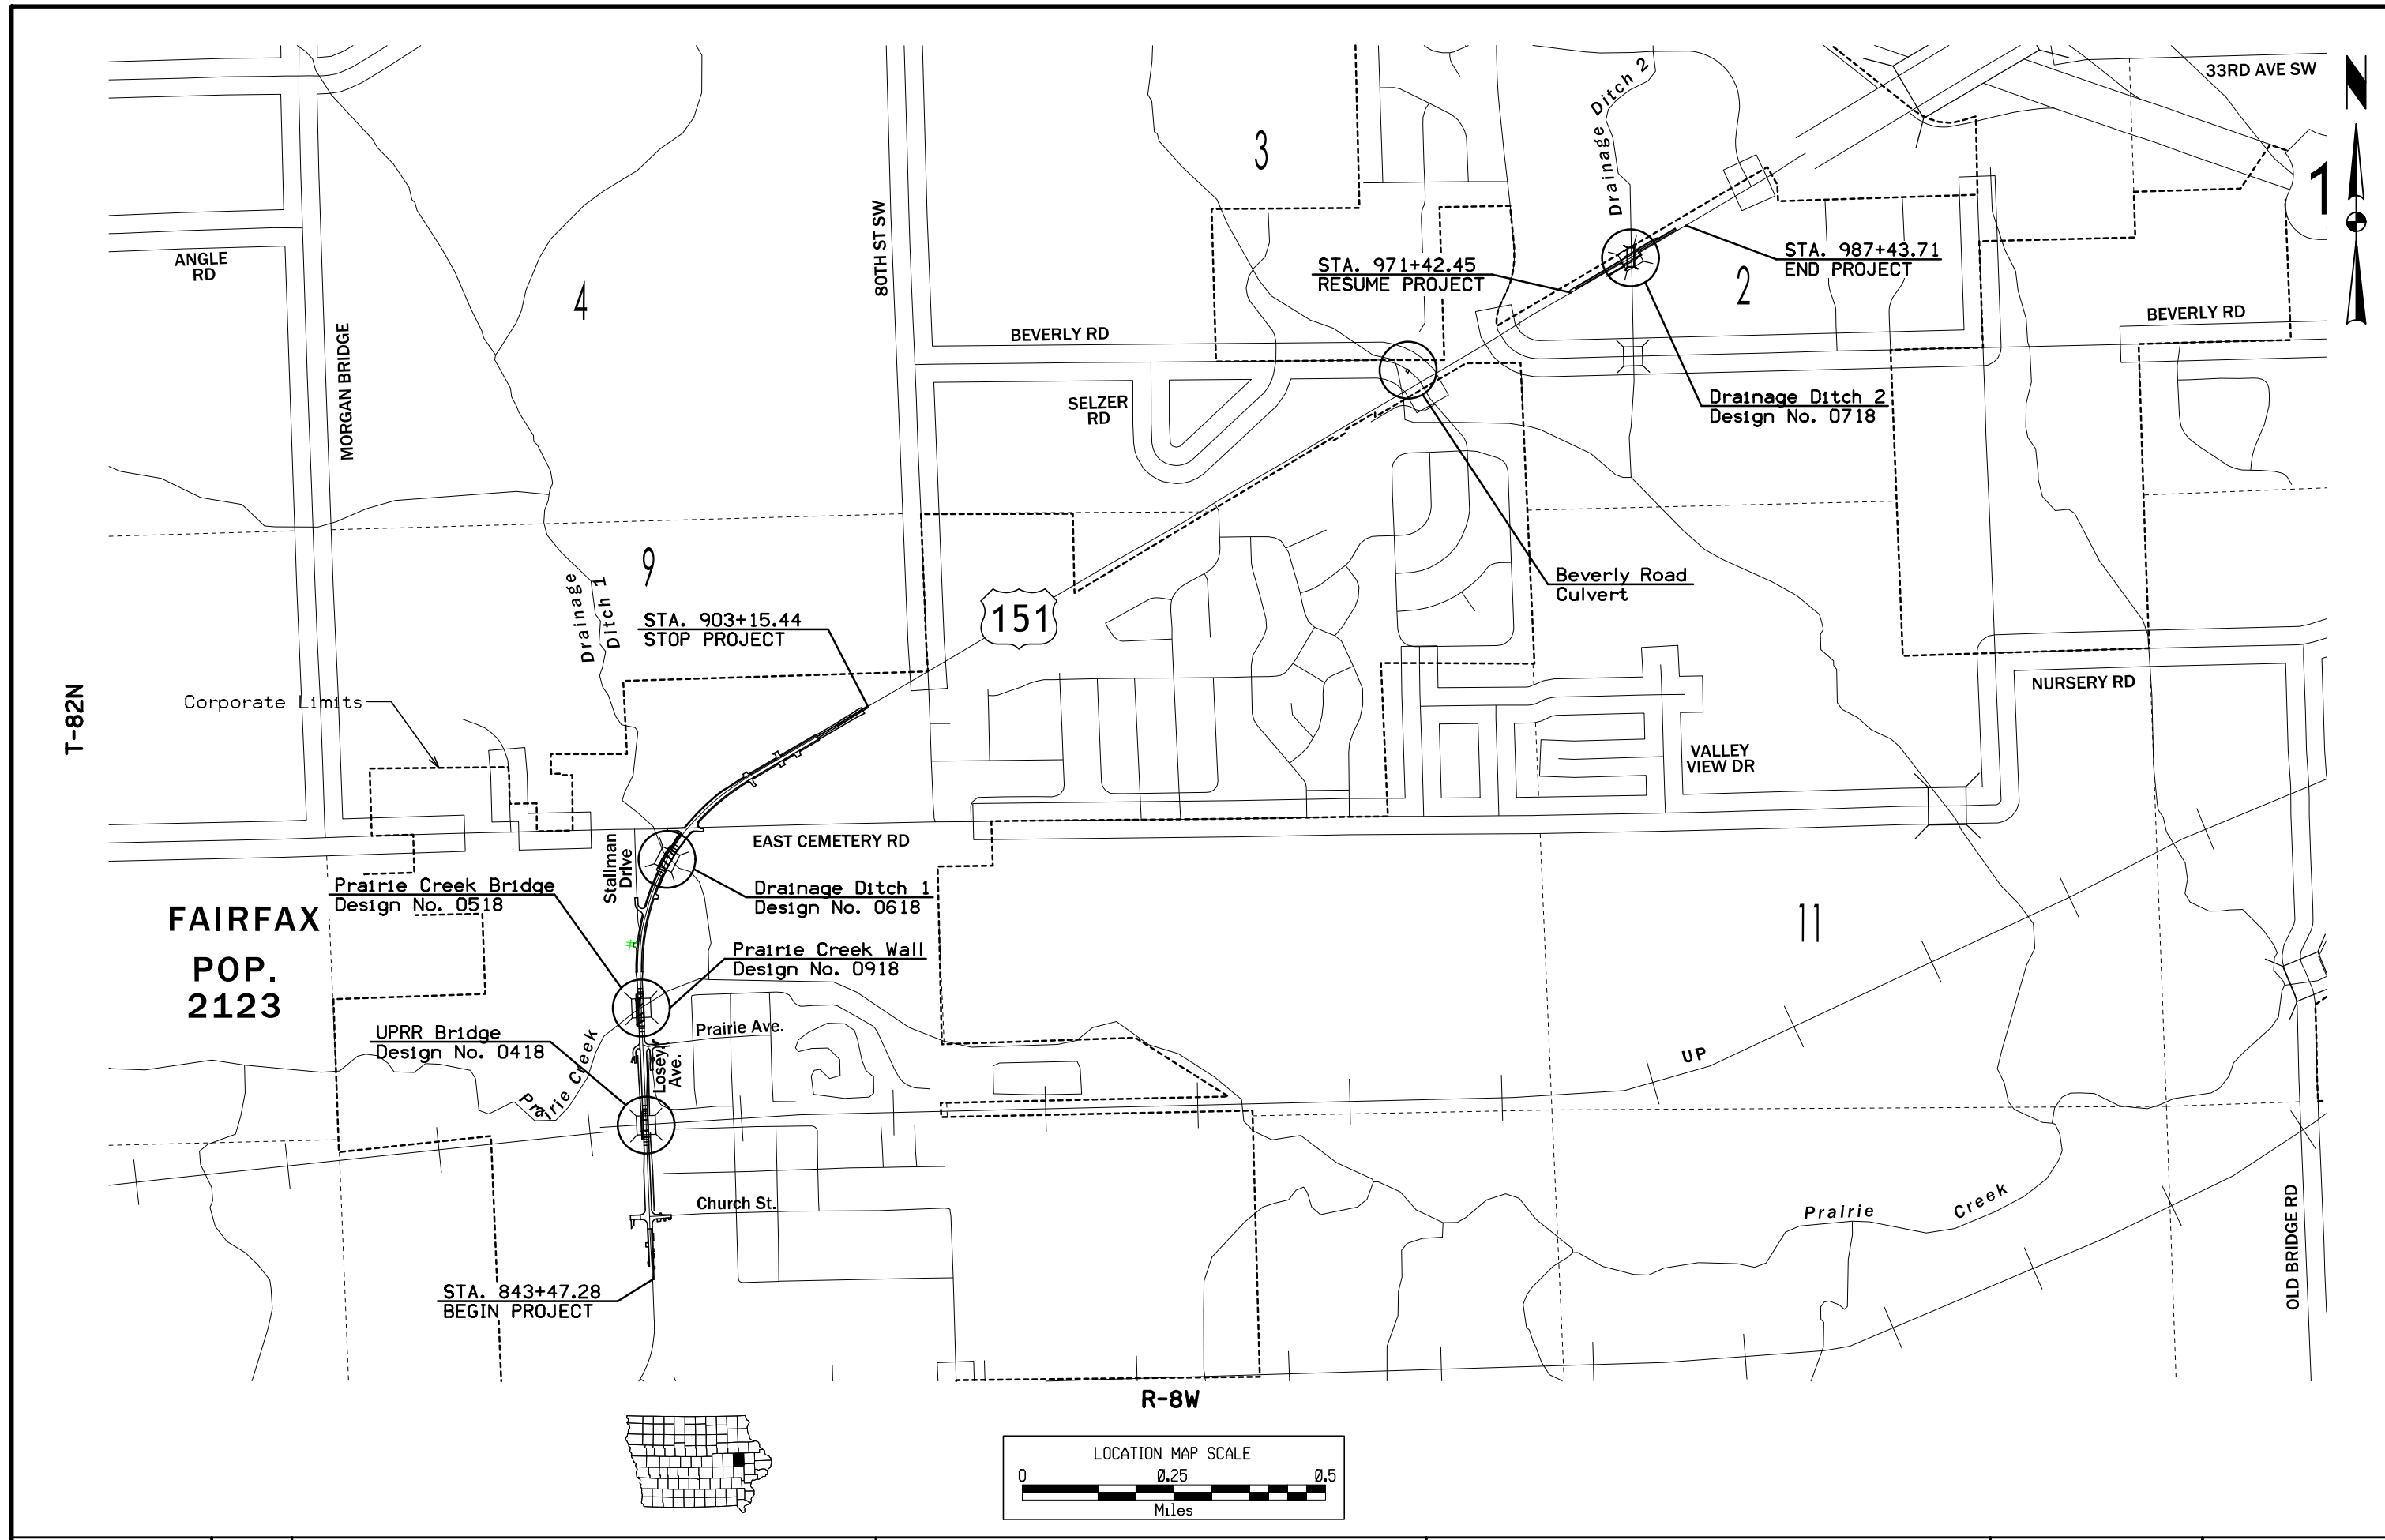 33RD AVE SW
N
Drainage Ditch 2
3
1
80TH ST SW
ANGLE
RD
STA. 987+43.71
END PROJECT
STA. 971+42.45
RESUME PROJECT
4
2
BEVERLY RD
BEVERLY RD
MORGAN BRIDGE
SELZER
RD
Drainage Ditch 2
Design No. 0718
9
Drainage
Ditch 1
Beverly Road
Culvert
151
STA. 903+15.44
STOP PROJECT
T-82N
Corporate Limits
NURSERY RD
VALLEY
VIEW DR
EAST CEMETERY RD
Stallman
Drive
Prairie Creek Bridge
Design No. 0518
Drainage Ditch 1
Design No. 0618
FAIRFAX
POP.
2123
11
Prairie Creek Wall
Design No. 0918
UPRR Bridge
Design No. 0418
Prairie Ave.
Losey
Ave.
Prairie Creek
UP
Church St.
Prairie Creek
OLD BRIDGE RD
STA. 843+47.28
BEGIN PROJECT
R-8W
LOCATION MAP SCALE
0 0.25 0.5
Miles